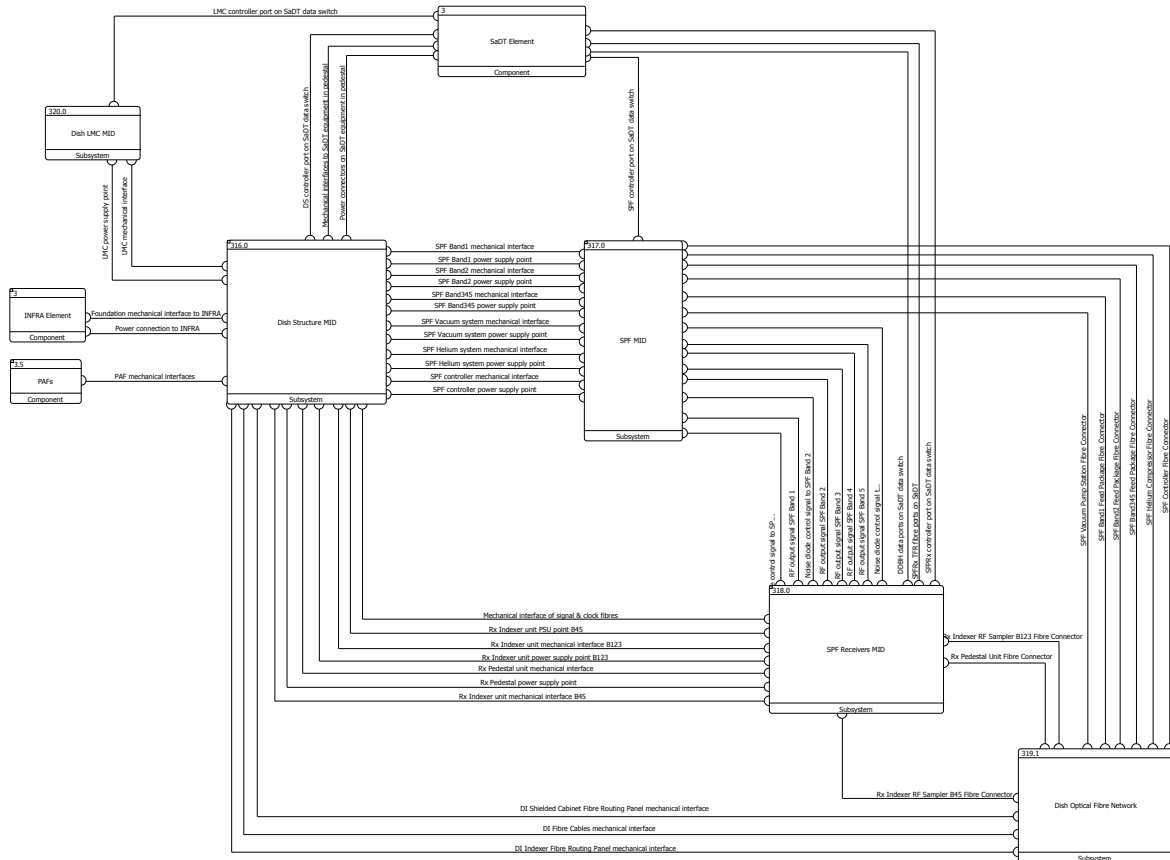 LMC controller port on SaDT data switch
3
SaDT Element
Component
320.0
Dish LMC MID
Subsystem
LMC power supply point
LMC mechanical interface
DS controller port on SaDT data switch
Mechanical interfaces to SaDT equipment in pedestal
Power connectors on SaDT equipment in pedestal
SPF controller port on SaDT data switch
316.0
Dish Structure MID
Subsystem
SPF Band1 mechanical interface
SPF Band1 power supply point
SPF Band2 mechanical interface
SPF Band2 power supply point
SPF Band345 mechanical interface
SPF Band345 power supply point
SPF Vacuum system mechanical interface
SPF Vacuum system power supply point
SPF Helium system mechanical interface
SPF Helium system power supply point
SPF controller mechanical interface
SPF controller power supply point
317.0
SPF MID
Subsystem
3
INFRA Element
Component
Foundation mechanical interface to INFRA
Power connection to INFRA
3.5
PAFs
Component
PAF mechanical interfaces
control signal to SP...
RF output signal SPF Band 1
Noise diode control signal to SPF Band 2
RF output signal SPF Band 2
RF output signal SPF Band 3
RF output signal SPF Band 4
RF output signal SPF Band 5
Noise diode control signal t...
DDBH data ports on SaDT data switch
SPFRx TFR fibre ports on SaDT
SPFRx controller port on SaDT data switch
SPF Vacuum Pump Station Fibre Connector
SPF Band1 Feed Package Fibre Connector
SPF Band2 Feed Package Fibre Connector
SPF Band345 Feed Package Fibre Connector
SPF Helium Compressor Fibre Connector
SPF Controller Fibre Connector
318.0
SPF Receivers MID
Subsystem
Mechanical interface of signal & clock fibres
Rx Indexer unit PSU point B45
Rx Indexer unit mechanical interface B123
Rx Indexer unit power supply point B123
Rx Pedestal unit mechanical interface
Rx Pedestal power supply point
Rx Indexer unit mechanical interface B45
Rx Indexer RF Sampler B123 Fibre Connector
Rx Pedestal Unit Fibre Connector
319.1
Dish Optical Fibre Network
Subsystem
Rx Indexer RF Sampler B45 Fibre Connector
DI Shielded Cabinet Fibre Routing Panel mechanical interface
DI Fibre Cables mechanical interface
DI Indexer Fibre Routing Panel mechanical interface